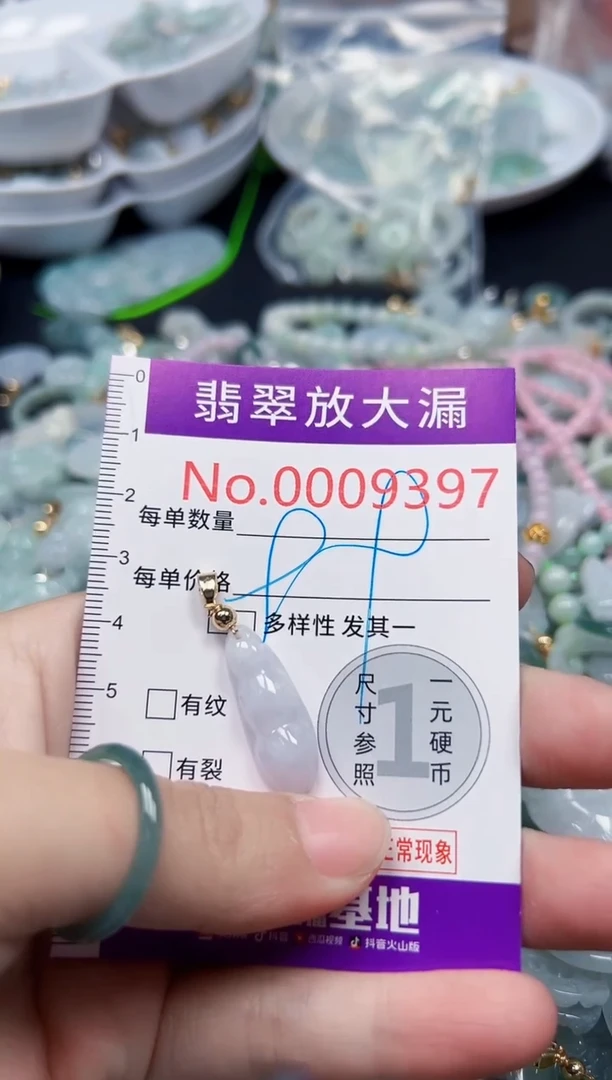 0
翡翠放大漏
1
No.0009397
2
每单数量
3
每单价格
4
多样性 发其一
5
有纹
尺寸参照
1
一元硬币
有裂
正常现象
基地
西瓜视频 抖音火山版